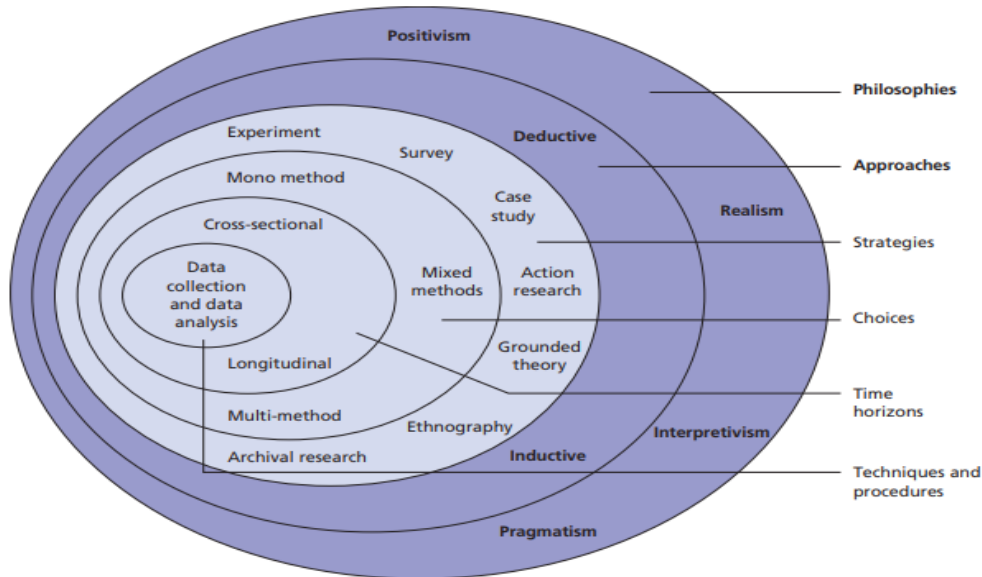 Positivism
Philosophies
Experiment
Deductive
Survey
Approaches
Mono method
Case
study
Realism
Cross-sectional
Strategies
Data
collection
and data
analysis
Mixed
methods
Action
research
Choices
Grounded
theory
Longitudinal
Time
horizons
Multi-method
Ethnography
Interpretivism
Archival research
Inductive
Techniques and
procedures
Pragmatism